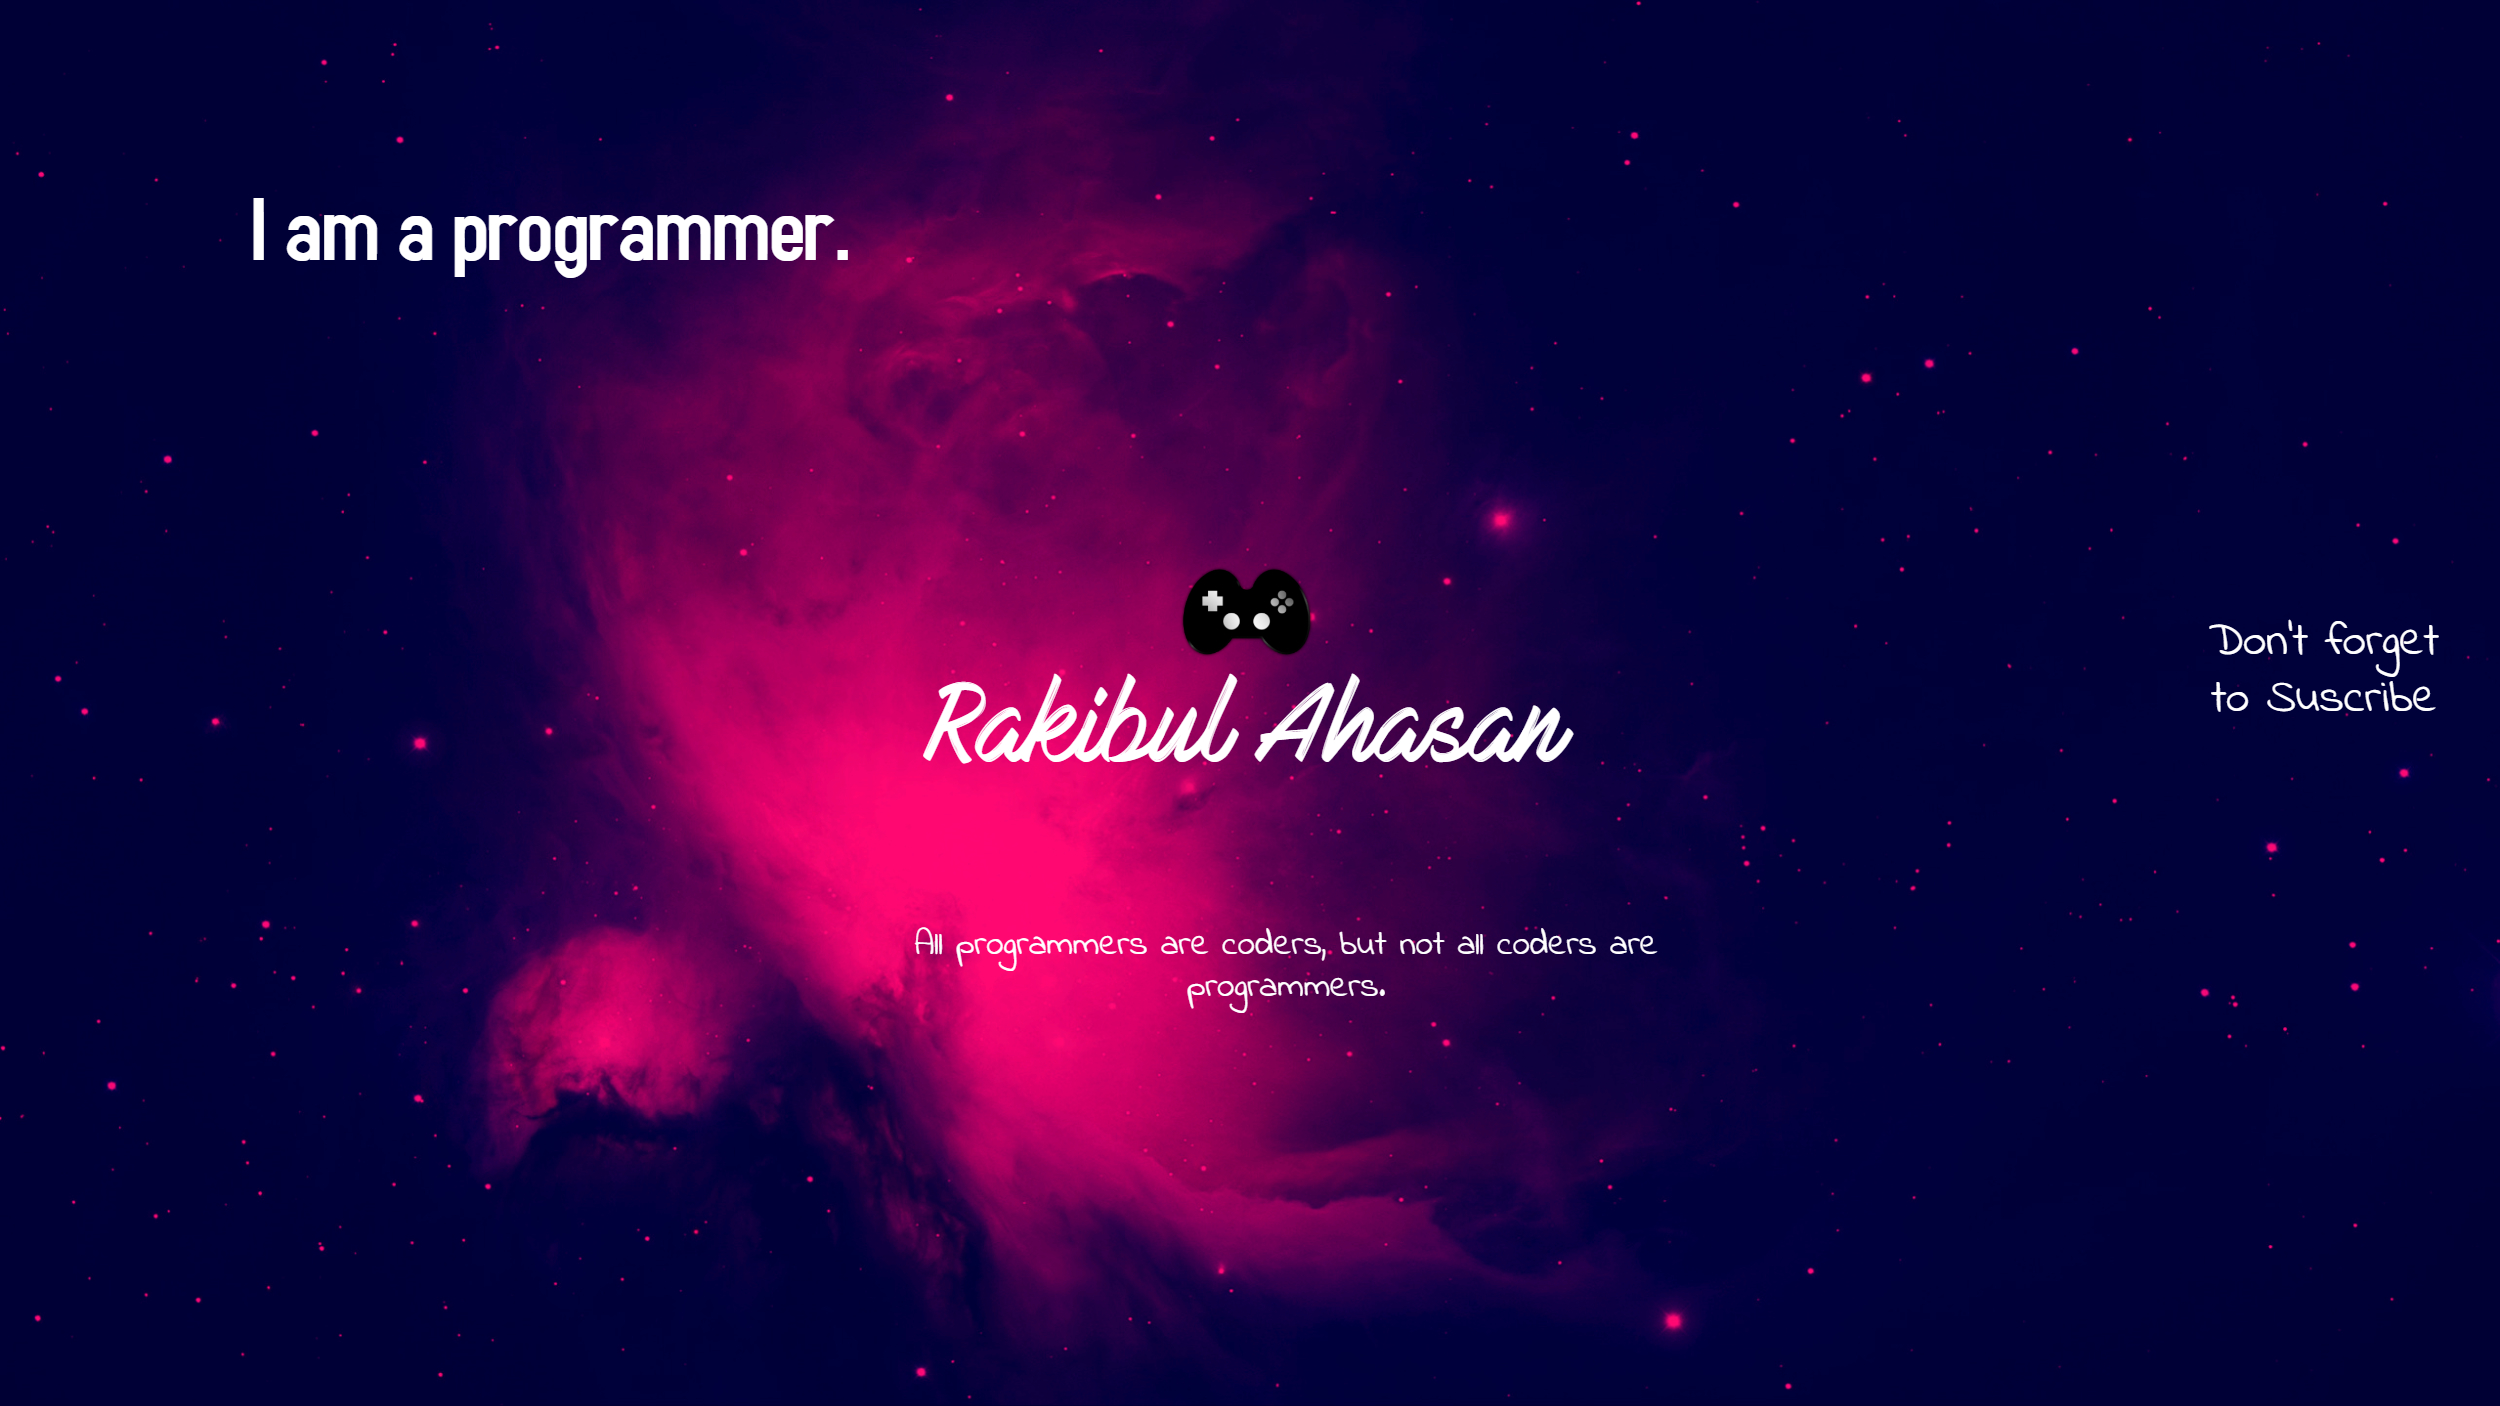 I am a programmer.
Don't forget
to Suscribe
Rakibul Ahasan
All programmers are coders, but not all coders are
programmers.